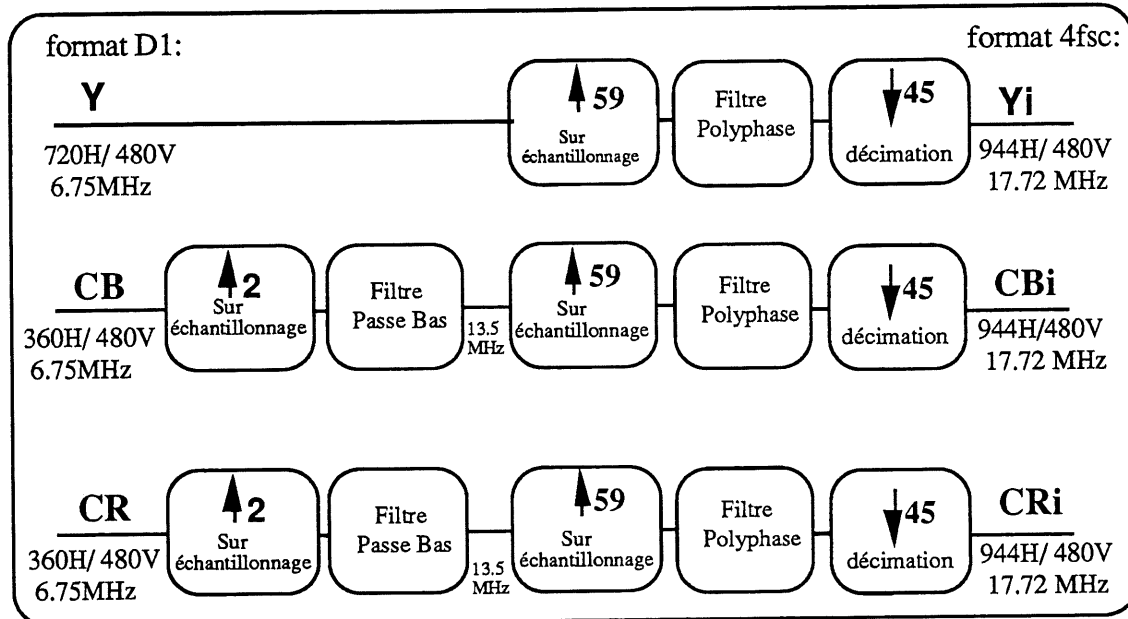 format D1:
format 4fsc:
Y
59
Sur
échantillonnage
Filtre
Polyphase
45
décimation
Yi
720H/ 480V
6.75MHz
944H/ 480V
17.72 MHz
CB
2
Sur
échantillonnage
Filtre
Passe Bas
13.5
MHz
59
Sur
échantillonnage
Filtre
Polyphase
45
décimation
CBi
360H/ 480V
6.75MHz
944H/480V
17.72 MHz
CR
2
Sur
échantillonnage
Filtre
Passe Bas
13.5
MHz
59
Sur
échantillonnage
Filtre
Polyphase
45
décimation
CRi
360H/ 480V
6.75MHz
944H/ 480V
17.72 MHz